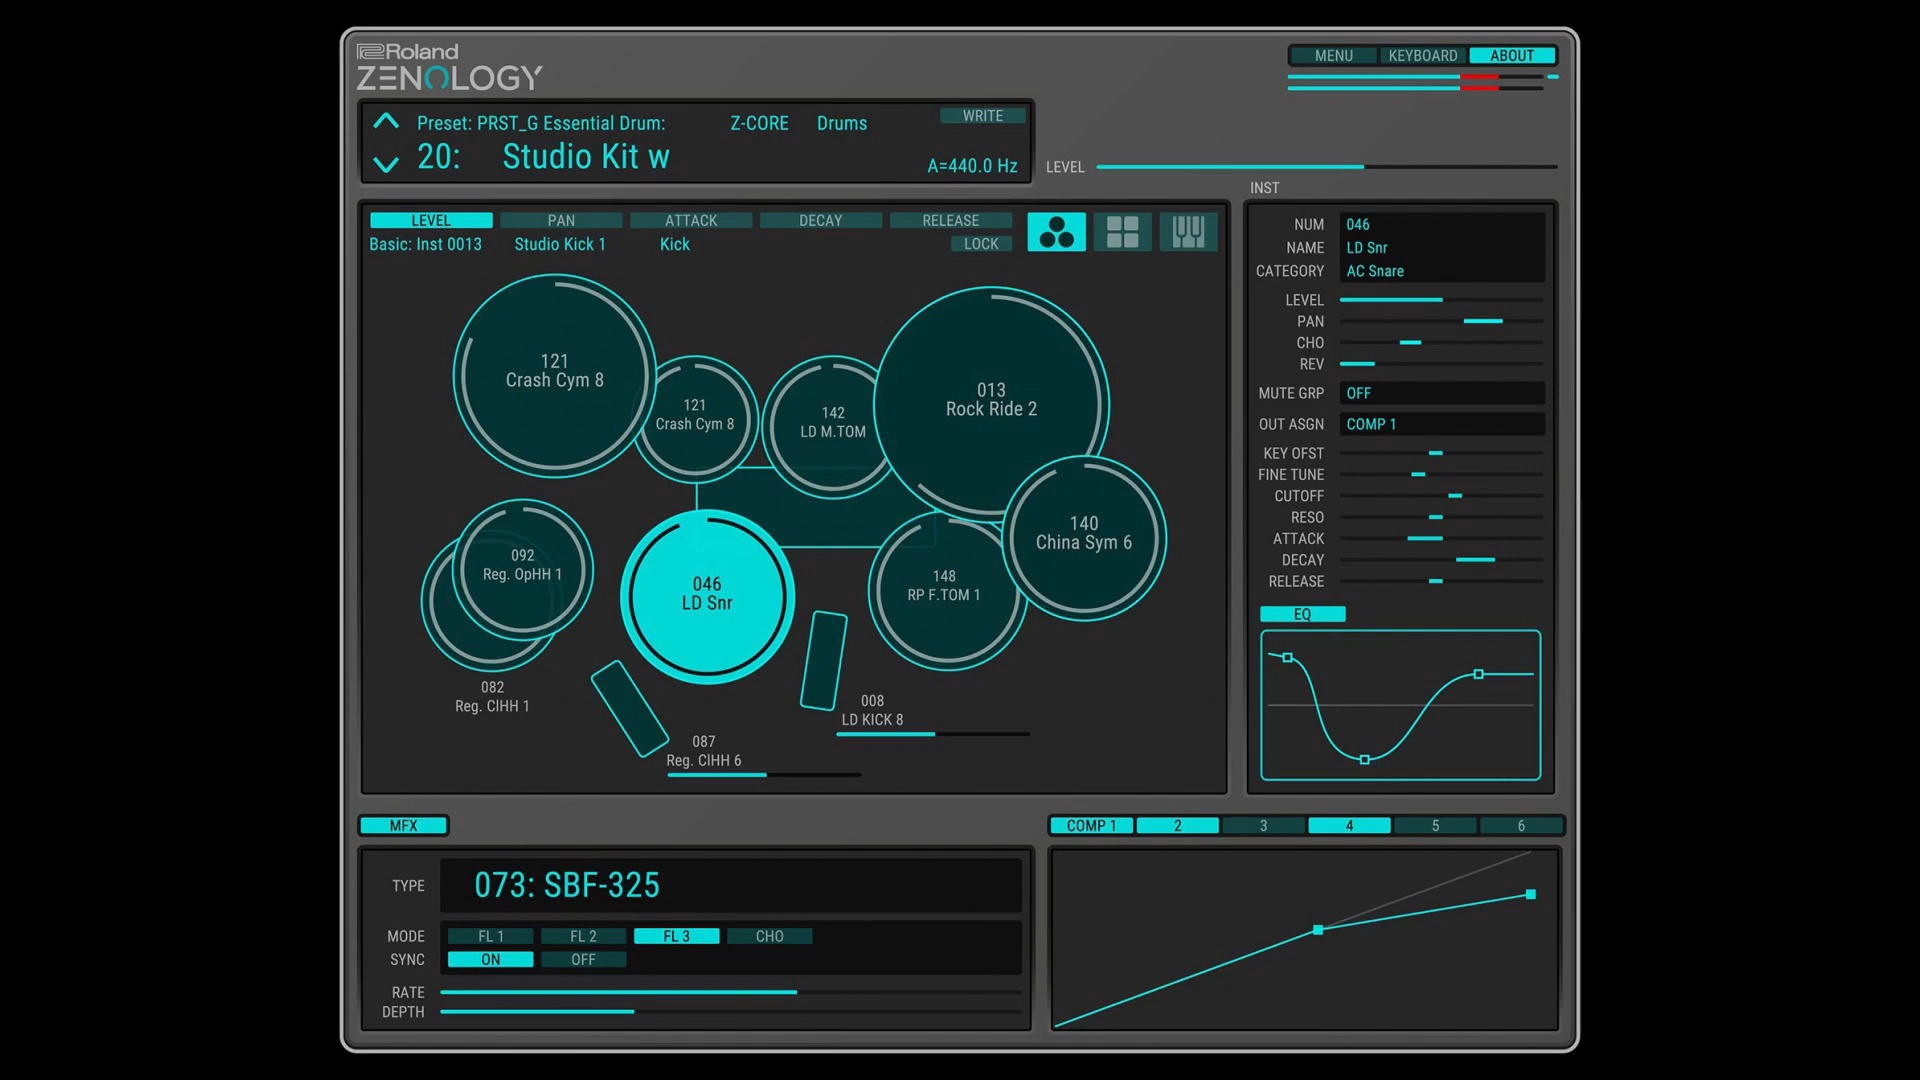 Roland
ZENOLOGY
MENU KEYBOARD ABOUT
Preset: PRST_G Essential Drum: Z-CORE Drums WRITE
20: Studio Kit w
A=440.0 Hz
LEVEL
INST
LEVEL PAN ATTACK DECAY RELEASE
Basic: Inst 0013 Studio Kick 1 Kick LOCK
121
Crash Cym 8
121
Crash Cym 8
142
LD M.TOM
013
Rock Ride 2
140
China Sym 6
092
Reg. OpHH 1
046
LD Snr
148
RP F.TOM 1
082
Reg. ClHH 1
008
LD KICK 8
087
Reg. ClHH 6
NUM 046
NAME LD Snr
CATEGORY AC Snare
LEVEL
PAN
CHO
REV
MUTE GRP OFF
OUT ASGN COMP 1
KEY OFST
FINE TUNE
CUTOFF
RESO
ATTACK
DECAY
RELEASE
EQ
MFX
TYPE 073: SBF-325
MODE FL 1 FL 2 FL 3 CHO
SYNC ON OFF
RATE
DEPTH
COMP 1 2 3 4 5 6